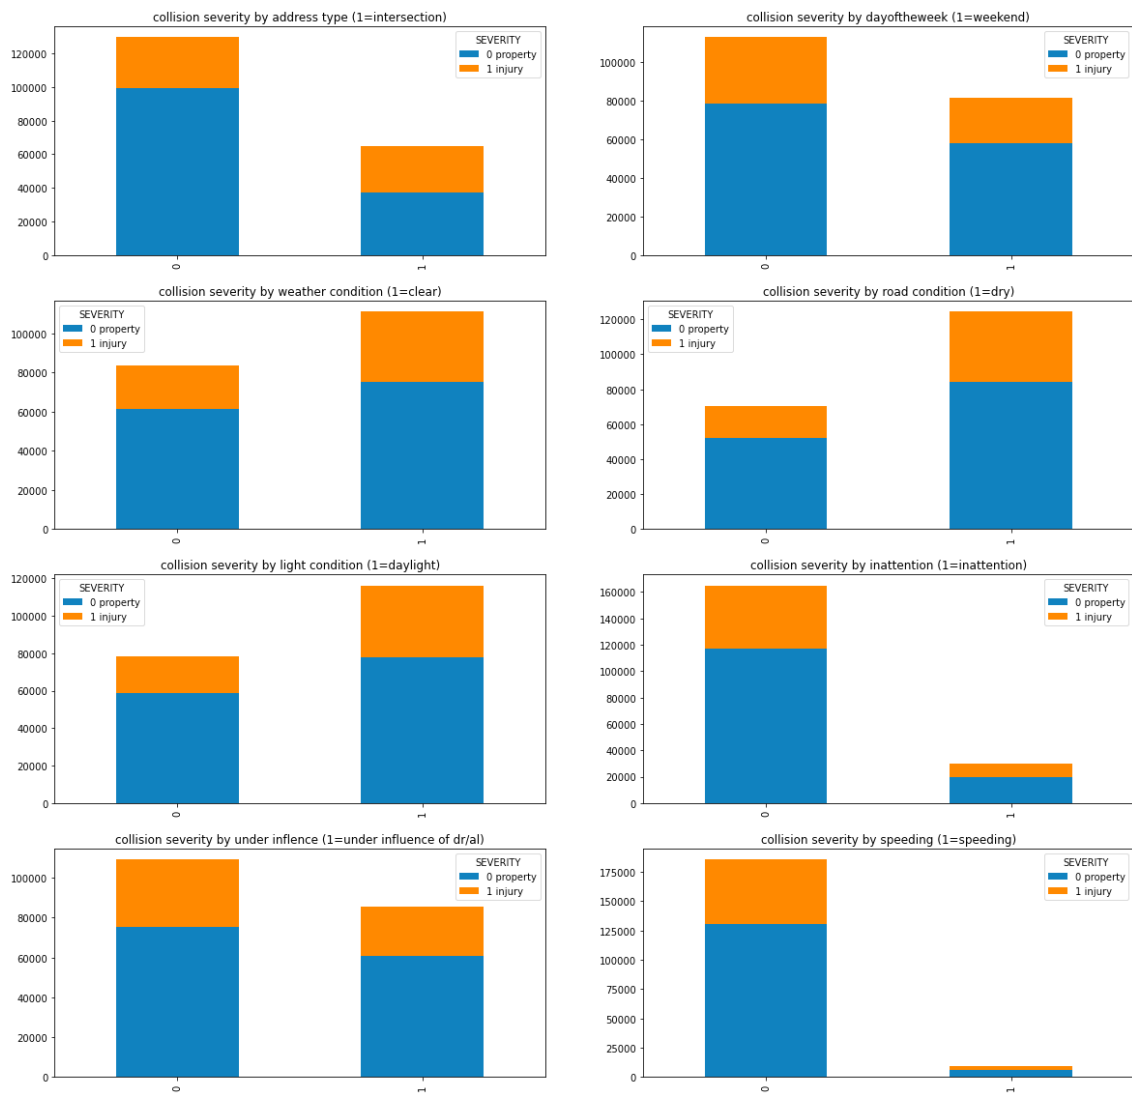 collision severity by address type (1=intersection)
120000
100000
80000
60000
40000
20000
0
SEVERITY
0 property
1 injury
0
1
collision severity by dayoftheweek (1=weekend)
100000
80000
60000
40000
20000
0
SEVERITY
0 property
1 injury
0
1
collision severity by weather condition (1=clear)
100000
80000
60000
40000
20000
0
SEVERITY
0 property
1 injury
0
1
collision severity by road condition (1=dry)
120000
100000
80000
60000
40000
20000
0
SEVERITY
0 property
1 injury
0
1
collision severity by light condition (1=daylight)
120000
100000
80000
60000
40000
20000
0
SEVERITY
0 property
1 injury
0
1
collision severity by inattention (1=inattention)
160000
140000
120000
100000
80000
60000
40000
20000
0
SEVERITY
0 property
1 injury
0
1
collision severity by under inflence (1=under influence of dr/al)
100000
80000
60000
40000
20000
0
SEVERITY
0 property
1 injury
0
1
collision severity by speeding (1=speeding)
175000
150000
125000
100000
75000
50000
25000
0
SEVERITY
0 property
1 injury
0
1